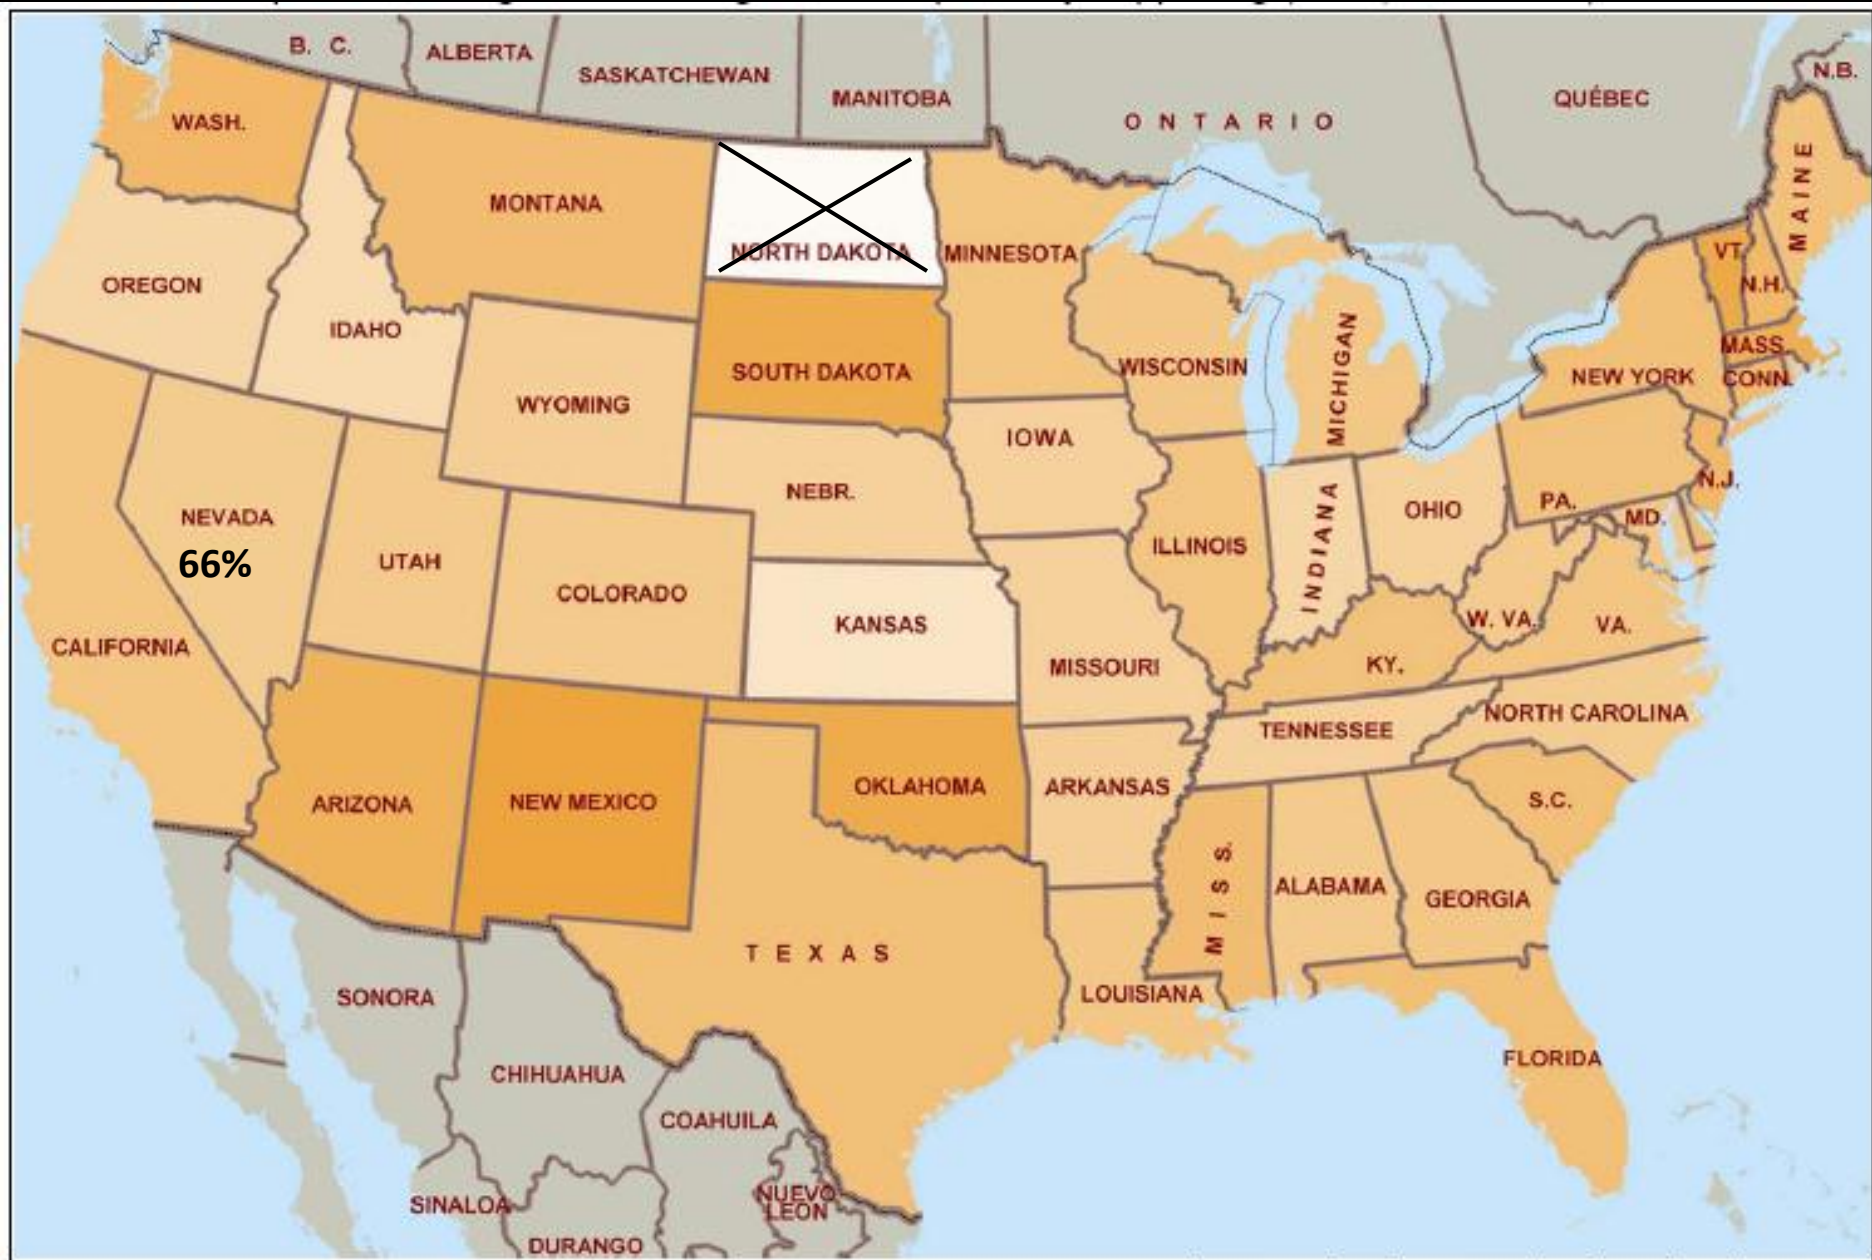 B. C.
ALBERTA
SASKATCHEWAN
MANITOBA
ONTARIO
QUÉBEC
N.B.
WASH.
MONTANA
NORTH DAKOTA
MINNESOTA
MAINE
VT.
N.H.
OREGON
IDAHO
SOUTH DAKOTA
WISCONSIN
MICHIGAN
NEW YORK
MASS.
CONN.
WYOMING
IOWA
NEBR.
NEVADA
66%
UTAH
COLORADO
ILLINOIS
INDIANA
OHIO
PA.
N.J.
MD.
KANSAS
MISSOURI
KY.
W. VA.
VA.
CALIFORNIA
TENNESSEE
NORTH CAROLINA
ARIZONA
NEW MEXICO
OKLAHOMA
ARKANSAS
S.C.
MISS.
ALABAMA
GEORGIA
TEXAS
LOUISIANA
FLORIDA
SONORA
CHIHUAHUA
COAHUILA
SINALOA
DURANGO
NUEVO
LEON